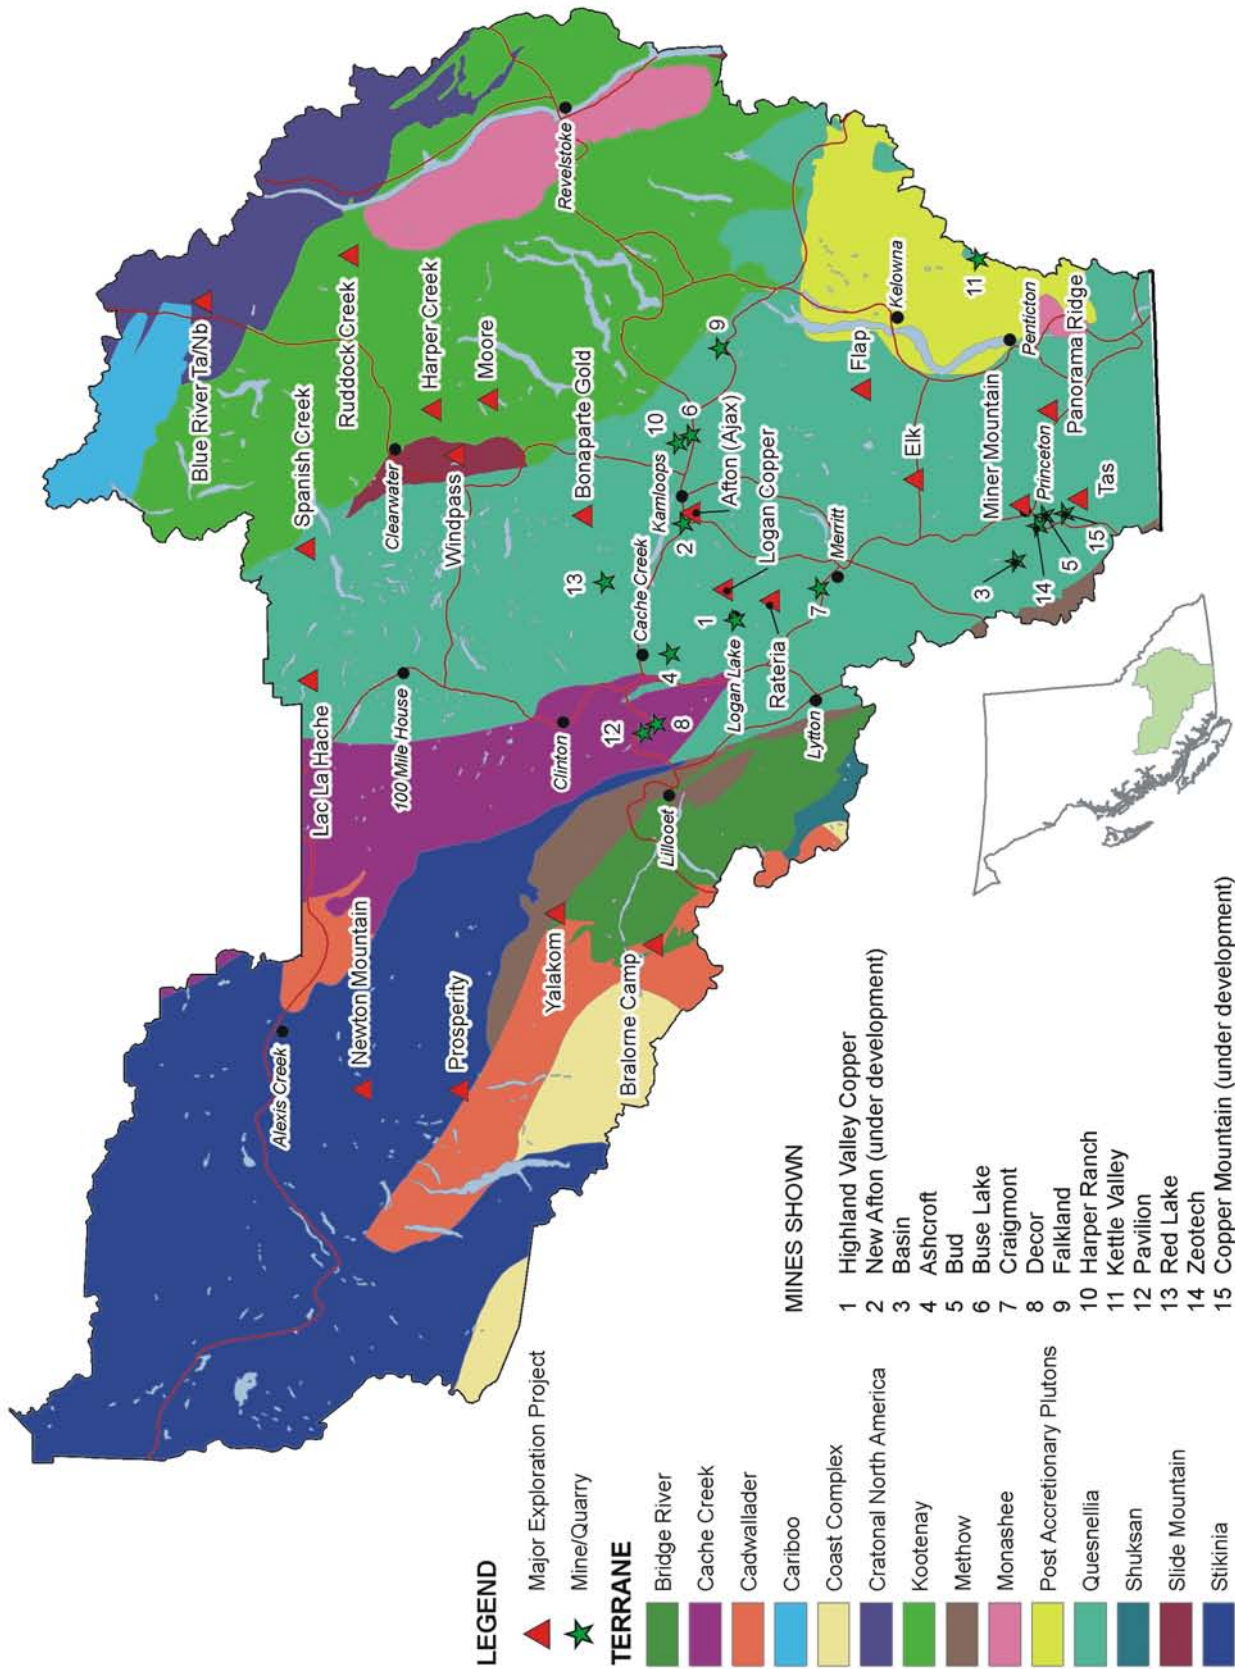 Blue River Ta/Nb
Spanish Creek
Ruddock Creek
Lac La Hache
Harper Creek
Clearwater
Moore
Revelstoke
100 Mile House
Windpass
Alexis Creek
Newton Mountain
Bonaparte Gold
Clinton
13
Prosperity
Cache Creek
Kamloops
10
6
9
12
8
4
2
Afton (Ajax)
Yalakom
Lillooet
Logan Copper
1
Logan Lake
Bralorne Camp
Rateria
7
Merritt
Flap
Kelowna
Lytton
Elk
11
Miner Mountain
Penticton
3
Princeton
14
5
15
Panorama Ridge
Tas
LEGEND
Major Exploration Project
Mine/Quarry
TERRANE
Bridge River
Cache Creek
Cadwallader
Cariboo
Coast Complex
Cratonal North America
Kootenay
Methow
Monashee
Post Accretionary Plutons
Quesnellia
Shuksan
Slide Mountain
Stikinia
MINES SHOWN
1 Highland Valley Copper
2 New Afton (under development)
3 Basin
4 Ashcroft
5 Bud
6 Buse Lake
7 Craigmont
8 Decor
9 Falkland
10 Harper Ranch
11 Kettle Valley
12 Pavilion
13 Red Lake
14 Zeotech
15 Copper Mountain (under development)